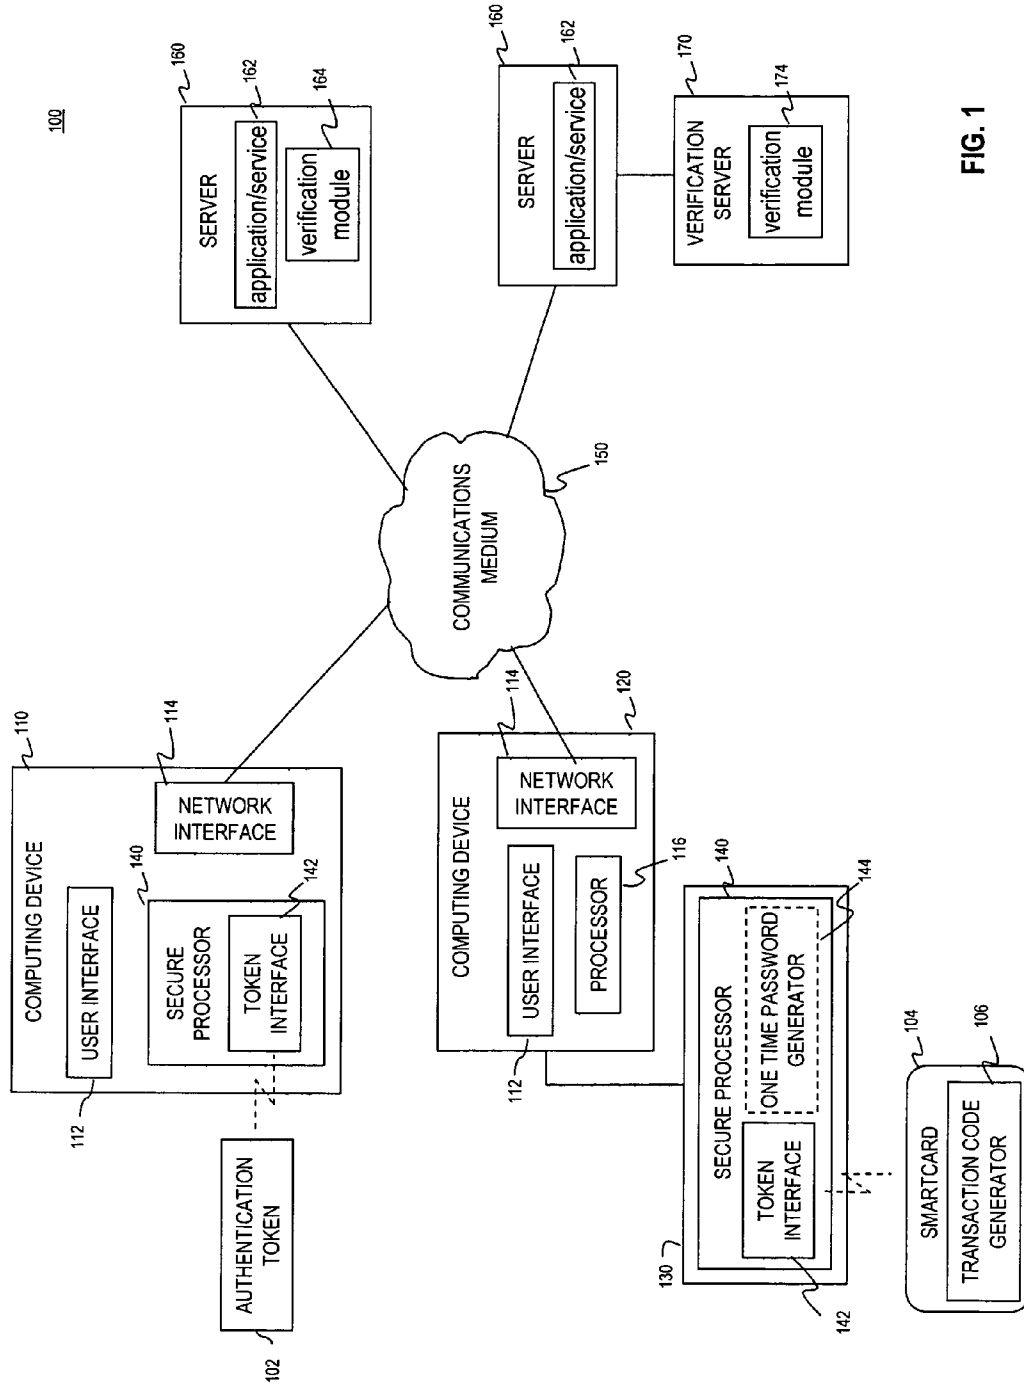 100
110
COMPUTING DEVICE
112
USER INTERFACE
140
SECURE
PROCESSOR
142
TOKEN
INTERFACE
114
NETWORK
INTERFACE
AUTHENTICATION
TOKEN
102
160
SERVER
162
application/service
164
verification
module
COMMUNICATIONS
MEDIUM
150
120
COMPUTING DEVICE
114
NETWORK
INTERFACE
112
USER INTERFACE
PROCESSOR
116
130
140
SECURE PROCESSOR
142
TOKEN
INTERFACE
ONE TIME PASSWORD
GENERATOR
144
104
SMARTCARD
106
TRANSACTION CODE
GENERATOR
160
SERVER
162
application/service
170
VERIFICATION
SERVER
174
verification
module
FIG. 1